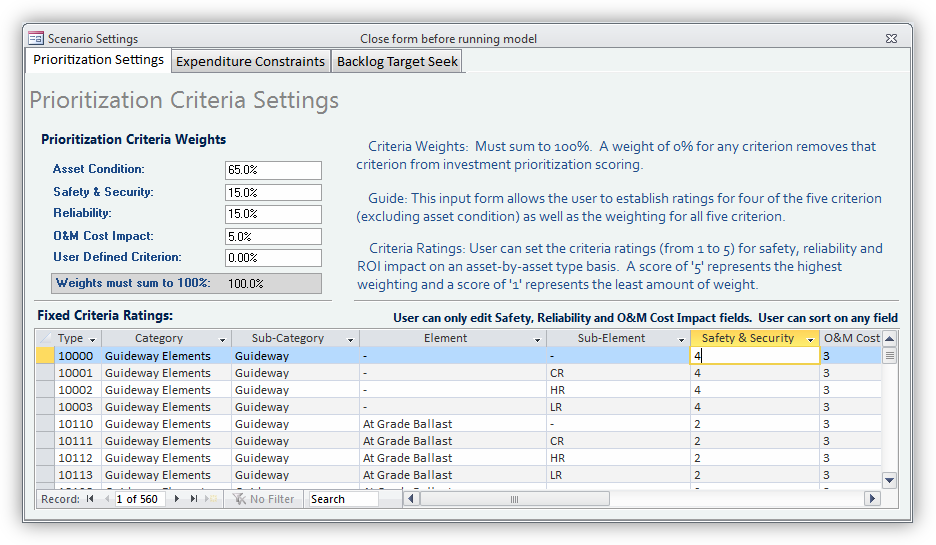 Scenario Settings Close form before running model
Prioritization Settings Expenditure Constraints Backlog Target Seek
Prioritization Criteria Settings
Prioritization Criteria Weights
Asset Condition: 65.0%
Safety & Security: 15.0%
Reliability: 15.0%
O&M Cost Impact: 5.0%
User Defined Criterion: 0.00%
Weights must sum to 100%: 100.0%
Criteria Weights: Must sum to 100%. A weight of 0% for any criterion removes that
criterion from investment prioritization scoring.
Guide: This input form allows the user to establish ratings for four of the five criterion
(excluding asset condition) as well as the weighting for all five criterion.
Criteria Ratings: User can set the criteria ratings (from 1 to 5) for safety, reliability and
ROI impact on an asset-by-asset type basis. A score of '5' represents the highest
weighting and a score of '1' represents the least amount of weight.
Fixed Criteria Ratings: User can only edit Safety, Reliability and O&M Cost Impact fields. User can sort on any field
Type Category Sub-Category Element Sub-Element Safety & Security O&M Cost
10000 Guideway Elements Guideway - - 4 3
10001 Guideway Elements Guideway - CR 4 3
10002 Guideway Elements Guideway - HR 4 3
10003 Guideway Elements Guideway - LR 4 3
10110 Guideway Elements Guideway At Grade Ballast - 2 3
10111 Guideway Elements Guideway At Grade Ballast CR 2 3
10112 Guideway Elements Guideway At Grade Ballast HR 2 3
10113 Guideway Elements Guideway At Grade Ballast LR 2 3
Record: 1 of 560 No Filter Search